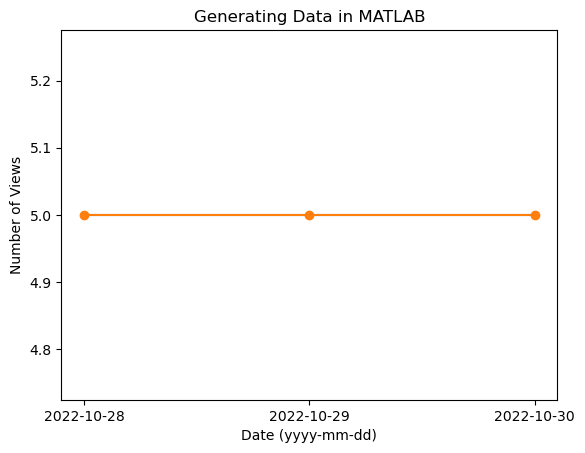 Generating Data in MATLAB
Number of Views
5.2
5.1
5.0
4.9
4.8
2022-10-28 2022-10-29 2022-10-30
Date (yyyy-mm-dd)